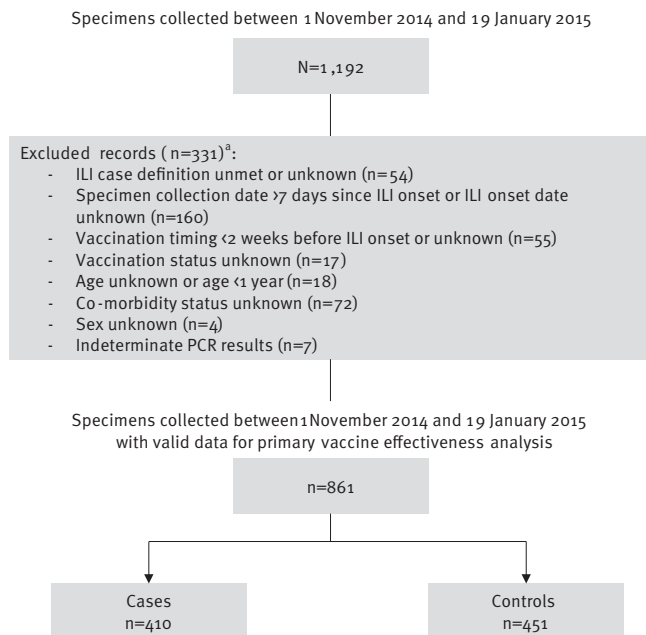 Specimens collected between 1 November 2014 and 19 January 2015
N=1,192
Excluded records ( n=331)ᵃ:
- ILI case definition unmet or unknown (n=54)
- Specimen collection date >7 days since ILI onset or ILI onset date
unknown (n=160)
- Vaccination timing <2 weeks before ILI onset or unknown (n=55)
- Vaccination status unknown (n=17)
- Age unknown or age <1 year (n=18)
- Co-morbidity status unknown (n=72)
- Sex unknown (n=4)
- Indeterminate PCR results (n=7)
Specimens collected between 1 November 2014 and 19 January 2015
with valid data for primary vaccine effectiveness analysis
n=861
Cases
n=410
Controls
n=451